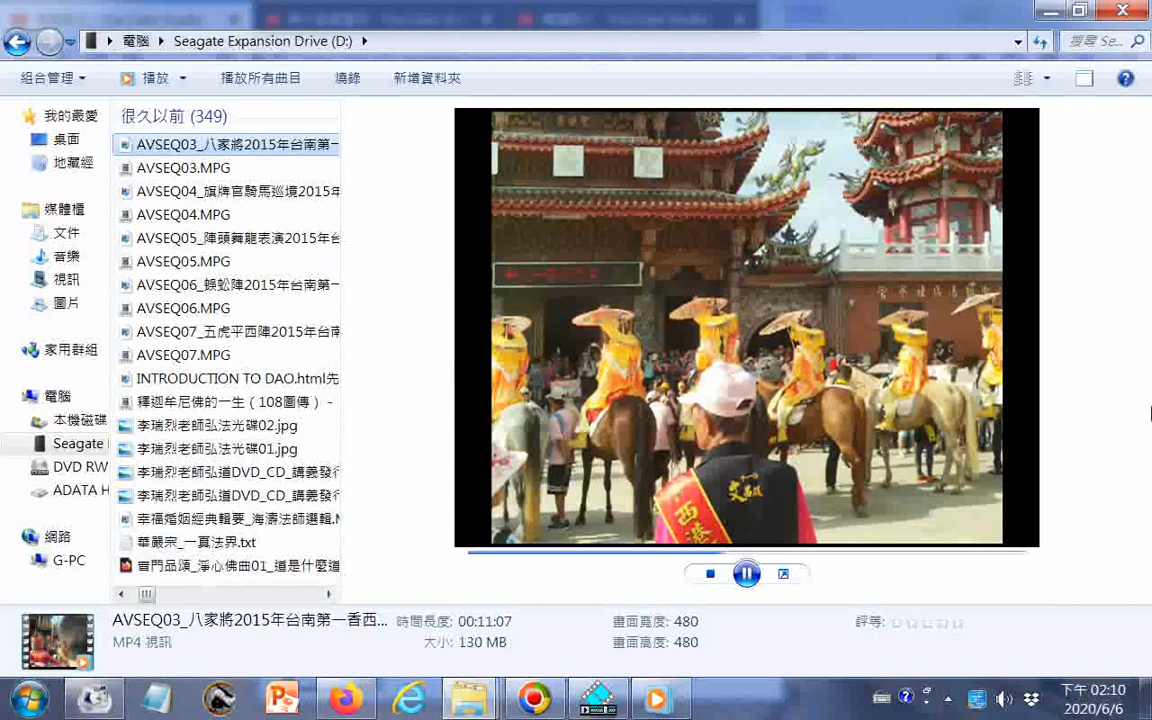 電腦 Seagate Expansion Drive (D:) 搜尋 Se...
組合管理 播放 播放所有曲目 燒錄 新增資料夾
我的最愛
桌面
地藏經
媒體櫃
文件
音樂
視訊
圖片
家用群組
電腦
本機磁碟
Seagate
DVD RW
ADATA H
網路
G-PC
很久以前 (349)
AVSEQ03_八家將2015年台南第一
AVSEQ03.MPG
AVSEQ04_旗牌官騎馬巡境2015年
AVSEQ04.MPG
AVSEQ05_陣頭舞龍表演2015年台
AVSEQ05.MPG
AVSEQ06_蜈蚣陣2015年台南第一
AVSEQ06.MPG
AVSEQ07_五虎平西陣2015年台南
AVSEQ07.MPG
INTRODUCTION TO DAO.html先
釋迦牟尼佛的一生（108圖傳）-
李瑞烈老師弘法光碟02.jpg
李瑞烈老師弘法光碟01.jpg
李瑞烈老師弘道DVD_CD_講義發行
李瑞烈老師弘道DVD_CD_講義發行
幸福婚姻經典輯要_海濤法師選輯.M
華嚴宗_一真法界.txt
普門品頌_淨心佛曲01_道是什麼道
西港
AVSEQ03_八家將2015年台南第一香西... 時間長度: 00:11:07 畫面寬度: 480 評等:
MP4 視訊 大小: 130 MB 畫面高度: 480
下午 02:10
2020/6/6